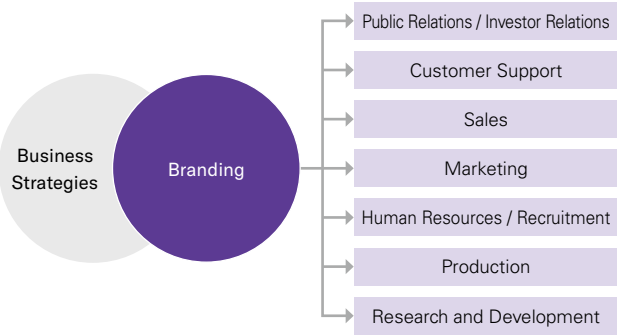 Business
Strategies
Branding
Public Relations / Investor Relations
Customer Support
Sales
Marketing
Human Resources / Recruitment
Production
Research and Development